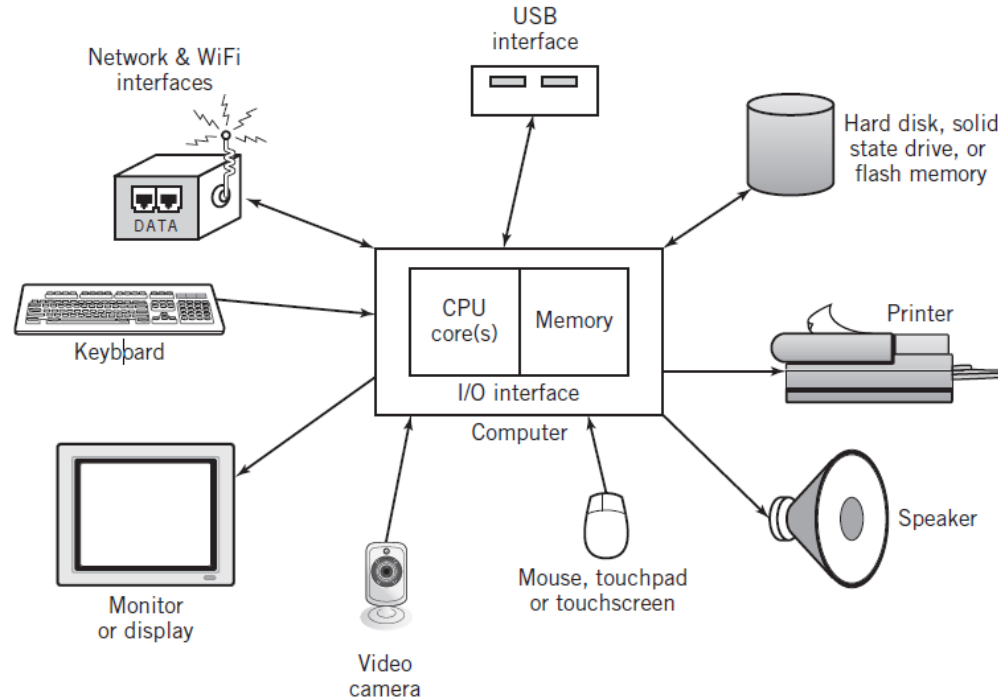 USB
interface
Network & WiFi
interfaces
Hard disk, solid
state drive, or
flash memory
DATA
CPU
core(s)
Memory
I/O interface
Computer
Keyboard
Printer
Speaker
Monitor
or display
Mouse, touchpad
or touchscreen
Video
camera